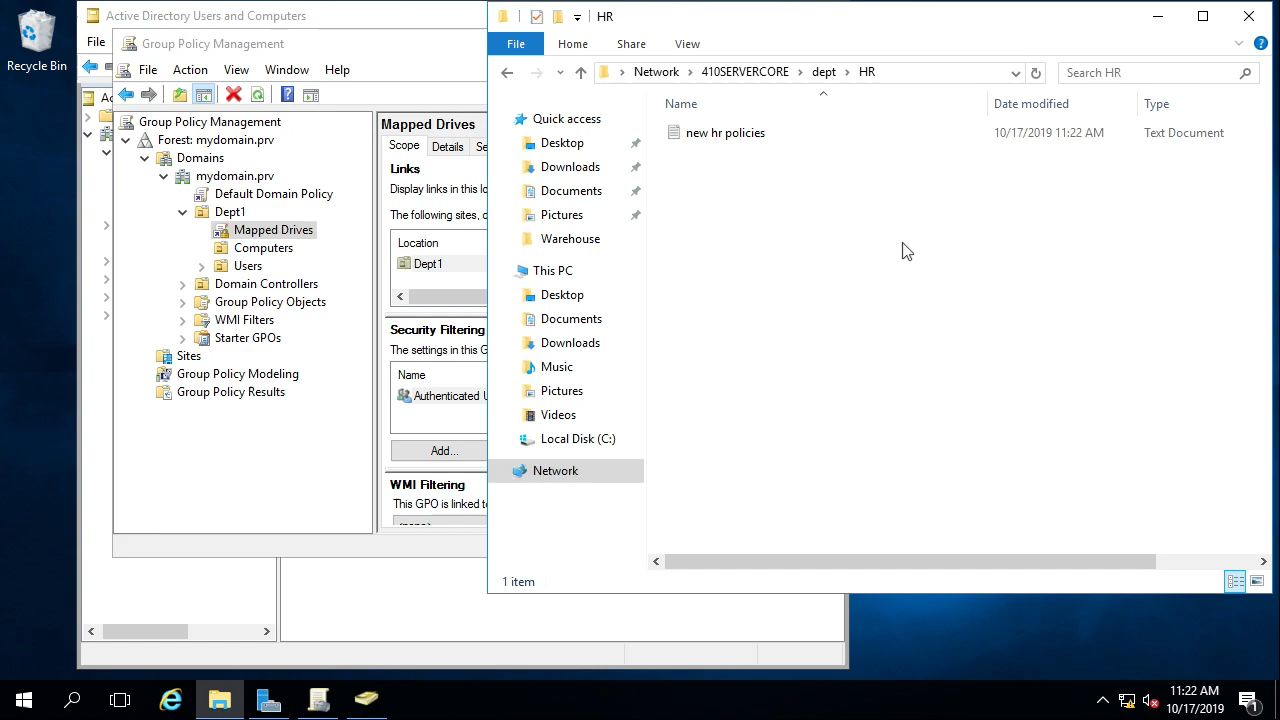 Recycle Bin
Active Directory Users and Computers
File
Group Policy Management
File Action View Window Help
Group Policy Management
Forest: mydomain.prv
Domains
mydomain.prv
Default Domain Policy
Dept1
Mapped Drives
Computers
Users
Domain Controllers
Group Policy Objects
WMI Filters
Starter GPOs
Sites
Group Policy Modeling
Group Policy Results
Mapped Drives
Scope Details
Links
Display links in this
The following sites,
Location
Dept1
Security Filtering
The settings in this
Name
Authenticated
Add...
WMI Filtering
This GPO is linked
HR
File Home Share View
Network 410SERVERCORE dept HR
Search HR
Name Date modified Type
new hr policies 10/17/2019 11:22 AM Text Document
Quick access
Desktop
Downloads
Documents
Pictures
Warehouse
This PC
Desktop
Documents
Downloads
Music
Pictures
Videos
Local Disk (C:)
Network
1 item
11:22 AM
10/17/2019
1